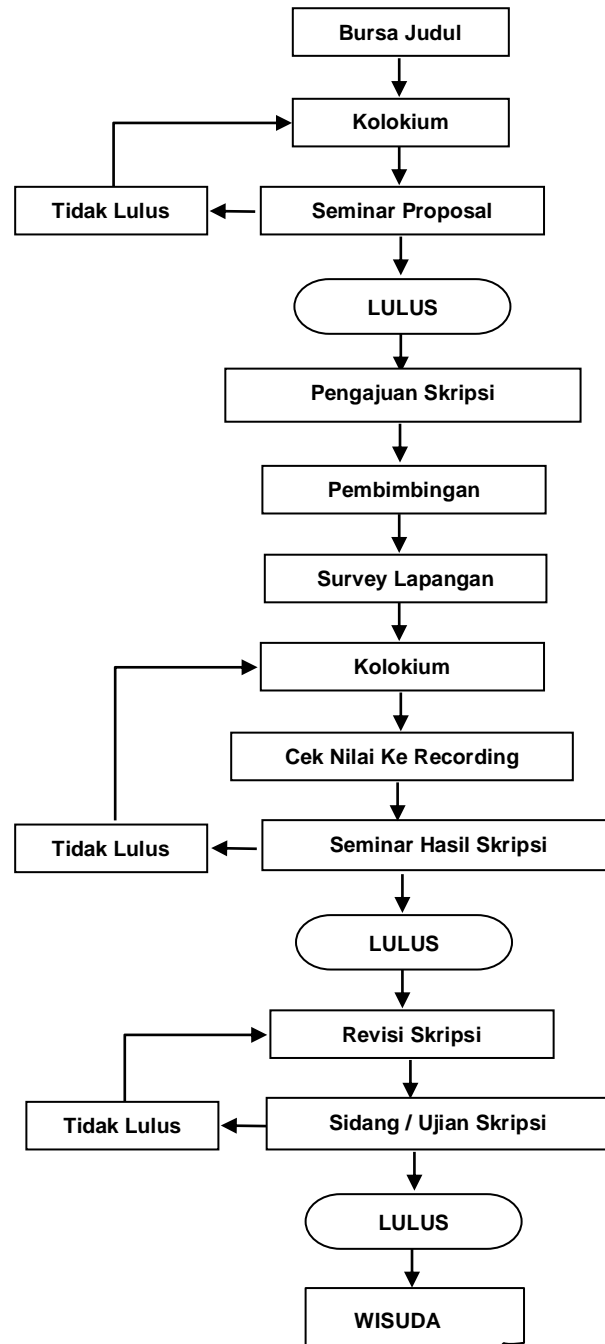 Bursa Judul
Kolokium
Tidak Lulus
Seminar Proposal
LULUS
Pengajuan Skripsi
Pembimbingan
Survey Lapangan
Kolokium
Cek Nilai Ke Recording
Tidak Lulus
Seminar Hasil Skripsi
LULUS
Revisi Skripsi
Tidak Lulus
Sidang / Ujian Skripsi
LULUS
WISUDA